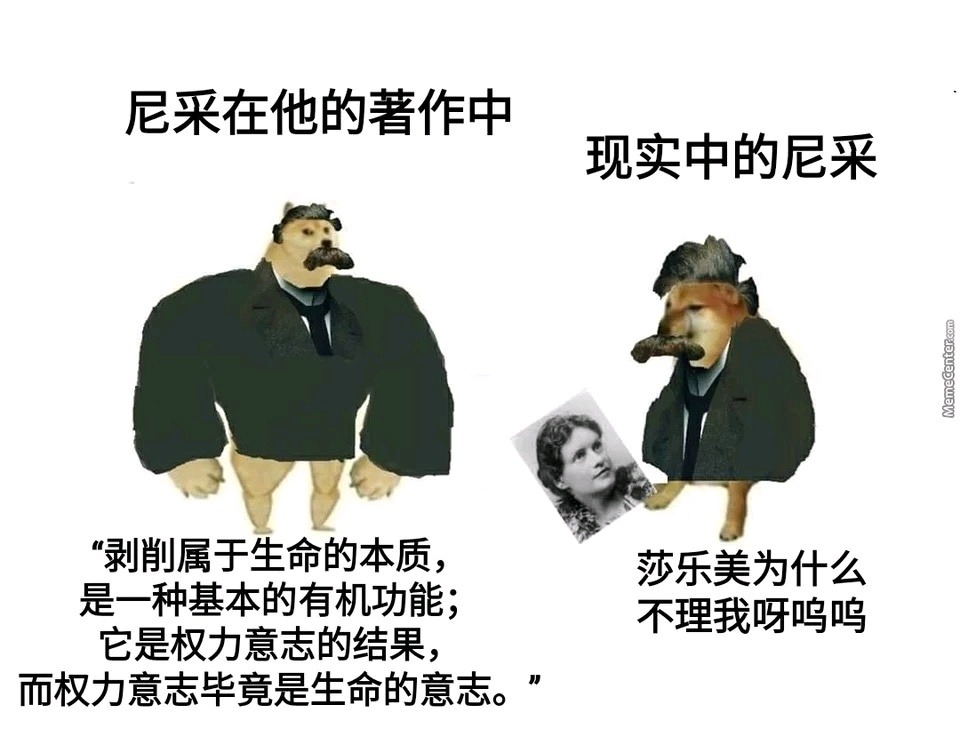 尼采在他的著作中
现实中的尼采
“剥削属于生命的本质，
是一种基本的有机功能；
它是权力意志的结果，
而权力意志毕竟是生命的意志。”
莎乐美为什么
不理我呀呜呜
MemeCenter.com